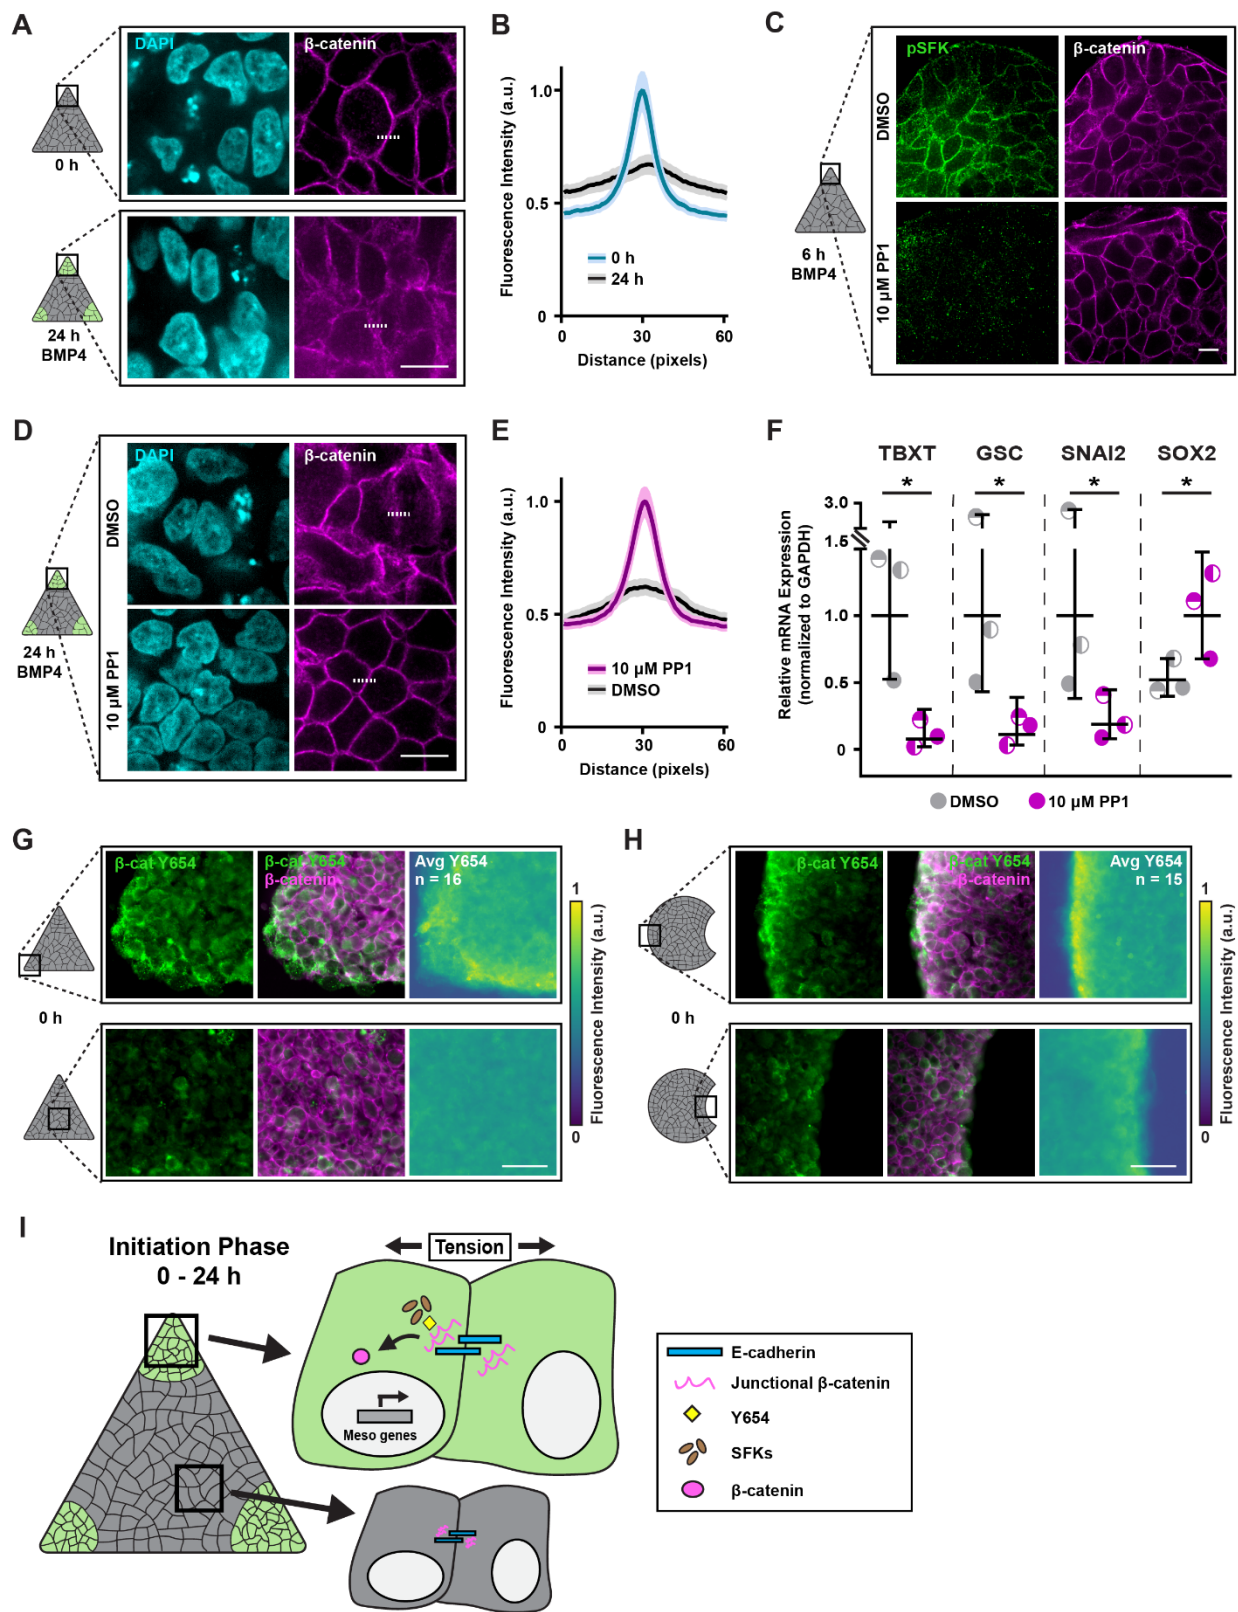 A
DAPI
β-catenin
0 h
24 h
BMP4
B
Fluorescence Intensity (a.u.)
1.0
0.5
0
0 h
24 h
0
30
60
Distance (pixels)
C
pSFK
β-catenin
DMSO
10 µM PP1
6 h
BMP4
D
DAPI
β-catenin
DMSO
10 µM PP1
24 h
BMP4
E
Fluorescence Intensity (a.u.)
1.0
0.5
0
10 µM PP1
DMSO
0
30
60
Distance (pixels)
F
TBXT
GSC
SNAI2
SOX2
*
*
*
*
Relative mRNA Expression
(normalized to GAPDH)
3.0
1.5
1.0
0.5
0
DMSO
10 µM PP1
G
β-cat Y654
β-cat Y654
β-catenin
Avg Y654
n = 16
1
0
Fluorescence Intensity (a.u.)
0 h
H
β-cat Y654
β-cat Y654
β-catenin
Avg Y654
n = 15
1
0
Fluorescence Intensity (a.u.)
0 h
I
Initiation Phase
0 - 24 h
Tension
Meso genes
E-cadherin
Junctional β-catenin
Y654
SFKs
β-catenin